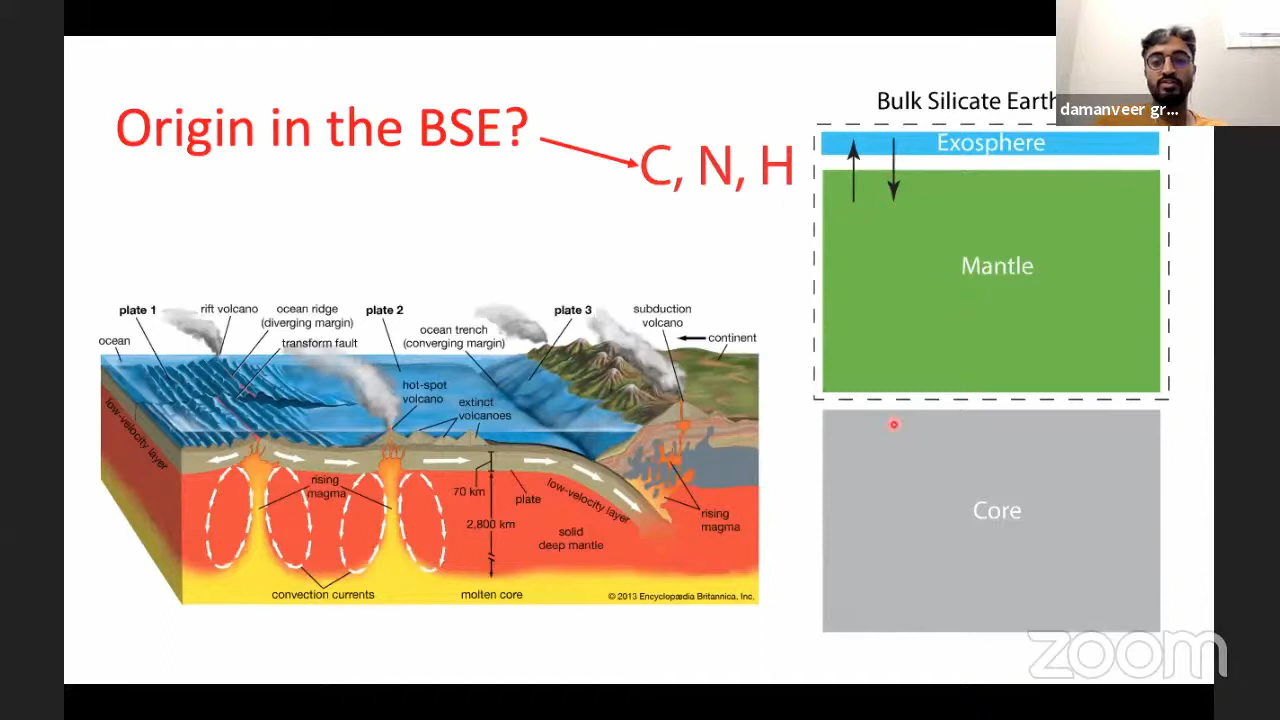 Origin in the BSE?
C, N, H
Bulk Silicate Earth
damanveer gr...
Exosphere
Mantle
Core
plate 1
rift volcano
ocean ridge
(diverging margin)
transform fault
plate 2
ocean trench
(converging margin)
plate 3
subduction
volcano
continent
ocean
hot-spot
volcano
extinct
volcanoes
low-velocity layer
rising
magma
70 km
plate
low-velocity layer
2,800 km
solid
deep mantle
rising
magma
convection currents
molten core
© 2013 Encyclopædia Britannica, Inc.
zoom